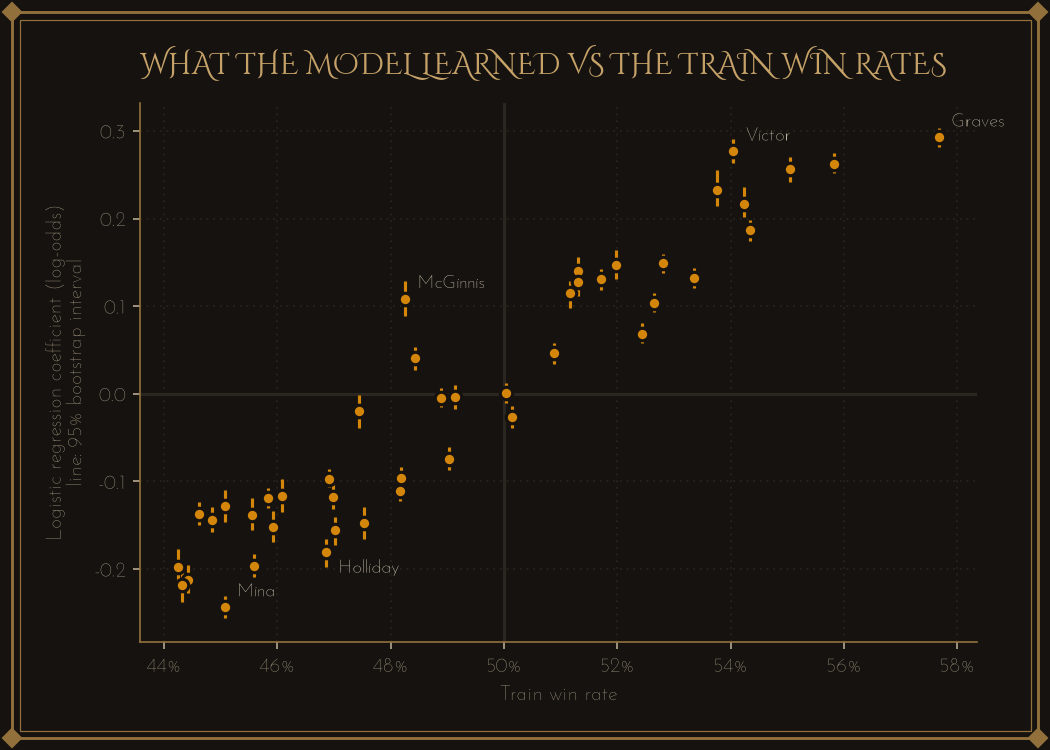 WHAT THE MODEL LEARNED VS THE TRAIN WIN RATES
Logistic regression coefficient (log-odds)
line: 95% bootstrap interval
0.3
0.2
0.1
0.0
-0.1
-0.2
Graves
Victor
McGinnis
Holliday
Mina
44%
46%
48%
50%
52%
54%
56%
58%
Train win rate